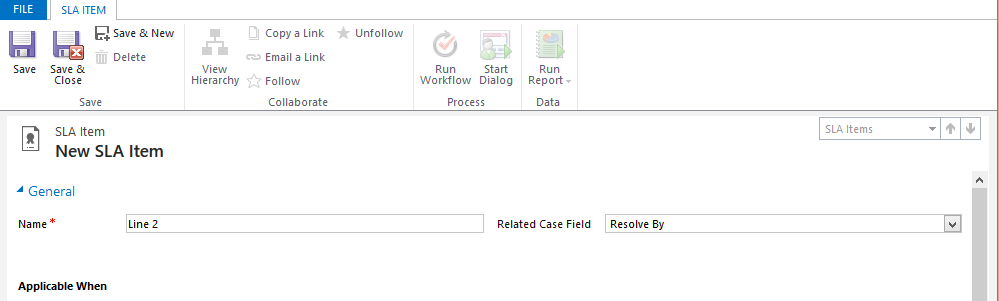 FILE
SLA ITEM
Save
Save & Close
Save & New
Delete
Save
View Hierarchy
Copy a Link
Email a Link
Follow
Unfollow
Collaborate
Run Workflow
Start Dialog
Process
Run Report
Data
SLA Item
New SLA Item
SLA Items
General
Name *
Line 2
Related Case Field
Resolve By
Applicable When